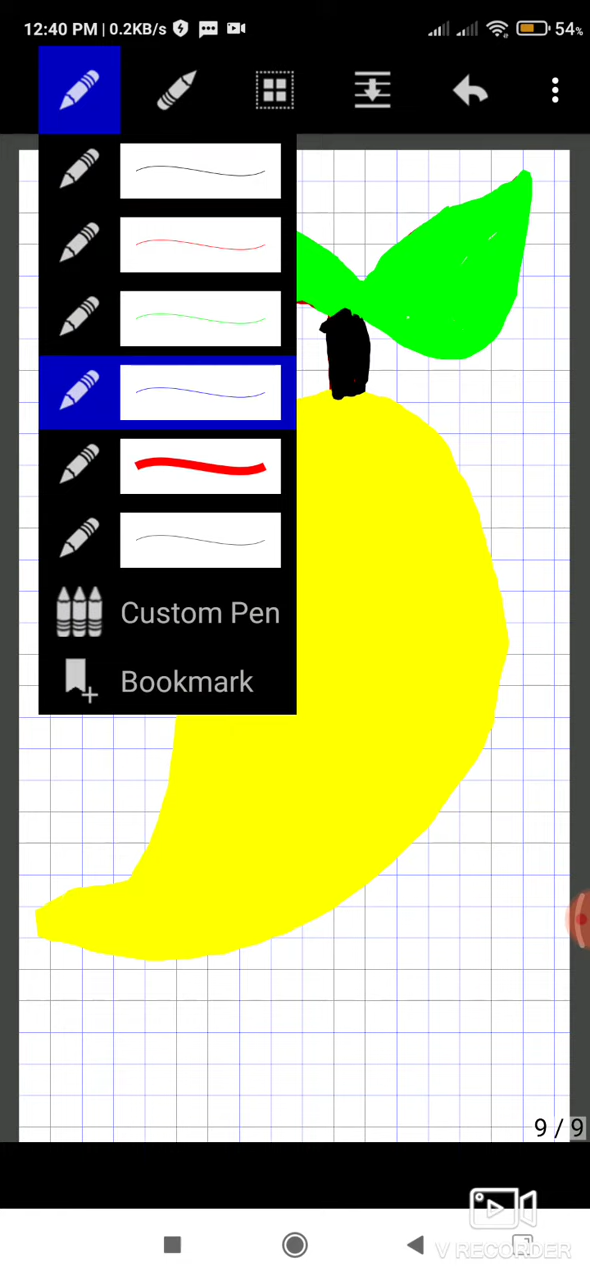 12:40 PM | 0.2KB/s 54%
Custom Pen
Bookmark
9 / 9
V RECORDER